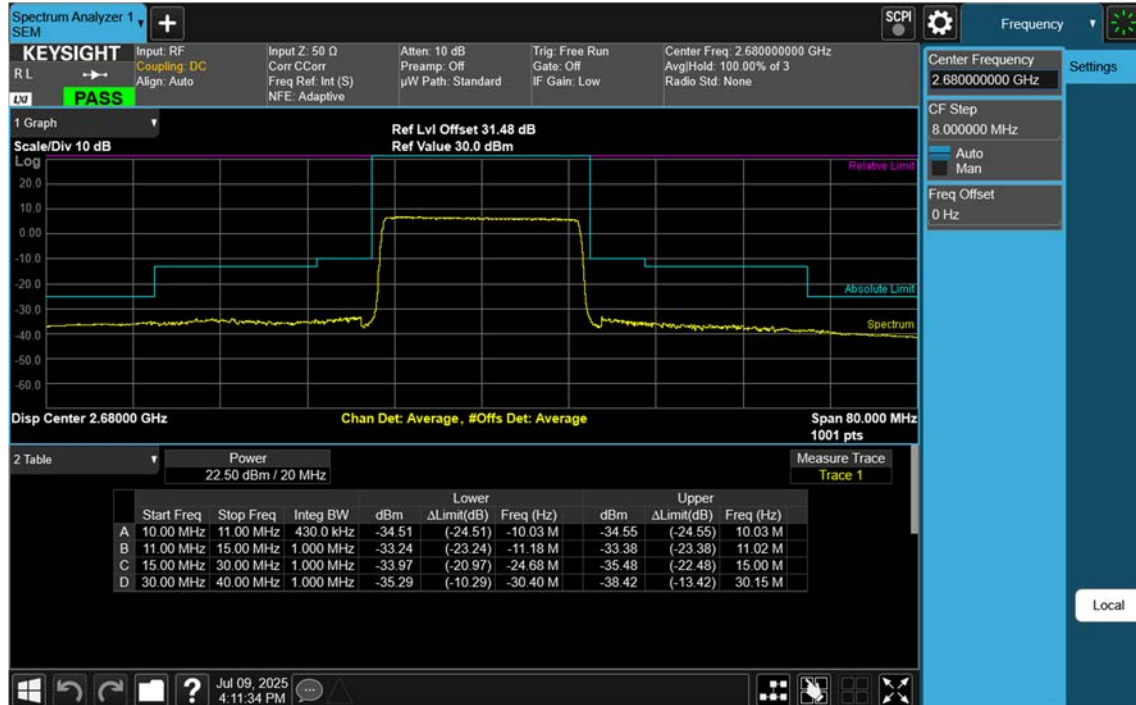 Spectrum Analyzer 1
SEM
SCPI
Frequency
KEYSIGHT
R L
LXI
PASS
Input: RF
Coupling: DC
Align: Auto
Input Z: 50 Ω
Corr CCorr
Freq Ref: Int (S)
NFE: Adaptive
Atten: 10 dB
Preamp: Off
µW Path: Standard
Trig: Free Run
Gate: Off
IF Gain: Low
Center Freq: 2.680000000 GHz
Avg|Hold: 100.00% of 3
Radio Std: None
Center Frequency
2.680000000 GHz
Settings
CF Step
8.000000 MHz
Auto
Man
Freq Offset
0 Hz
1 Graph
Scale/Div 10 dB
Ref Lvl Offset 31.48 dB
Ref Value 30.0 dBm
Log
Relative Limit
20.0
10.0
0.00
-10.0
-20.0
Absolute Limit
-30.0
Spectrum
-40.0
-50.0
-60.0
Disp Center 2.68000 GHz
Chan Det: Average, #Offs Det: Average
Span 80.000 MHz
1001 pts
2 Table
Power
22.50 dBm / 20 MHz
Measure Trace
Trace 1
Lower Upper
Start Freq Stop Freq Integ BW dBm ΔLimit(dB) Freq (Hz) dBm ΔLimit(dB) Freq (Hz)
A 10.00 MHz 11.00 MHz 430.0 kHz -34.51 (-24.51) -10.03 M -34.55 (-24.55) 10.03 M
B 11.00 MHz 15.00 MHz 1.000 MHz -33.24 (-23.24) -11.18 M -33.38 (-23.38) 11.02 M
C 15.00 MHz 30.00 MHz 1.000 MHz -33.97 (-20.97) -24.68 M -35.48 (-22.48) 15.00 M
D 30.00 MHz 40.00 MHz 1.000 MHz -35.29 (-10.29) -30.40 M -38.42 (-13.42) 30.15 M
Local
?
Jul 09, 2025
4:11:34 PM